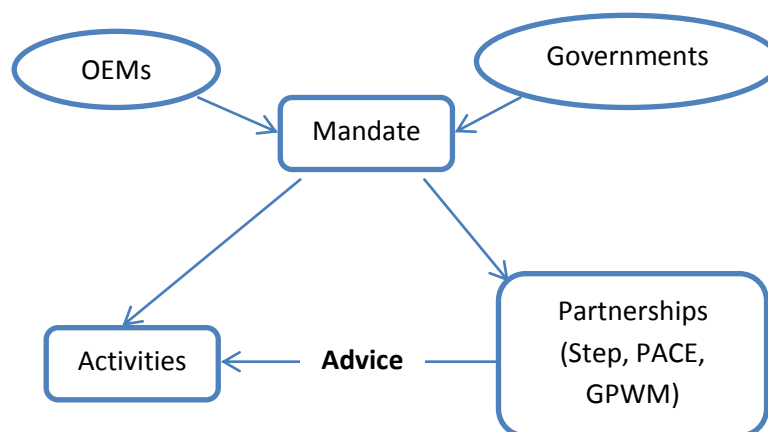 OEMs
Governments
Mandate
Activities
Advice
Partnerships
(Step, PACE,
GPWM)